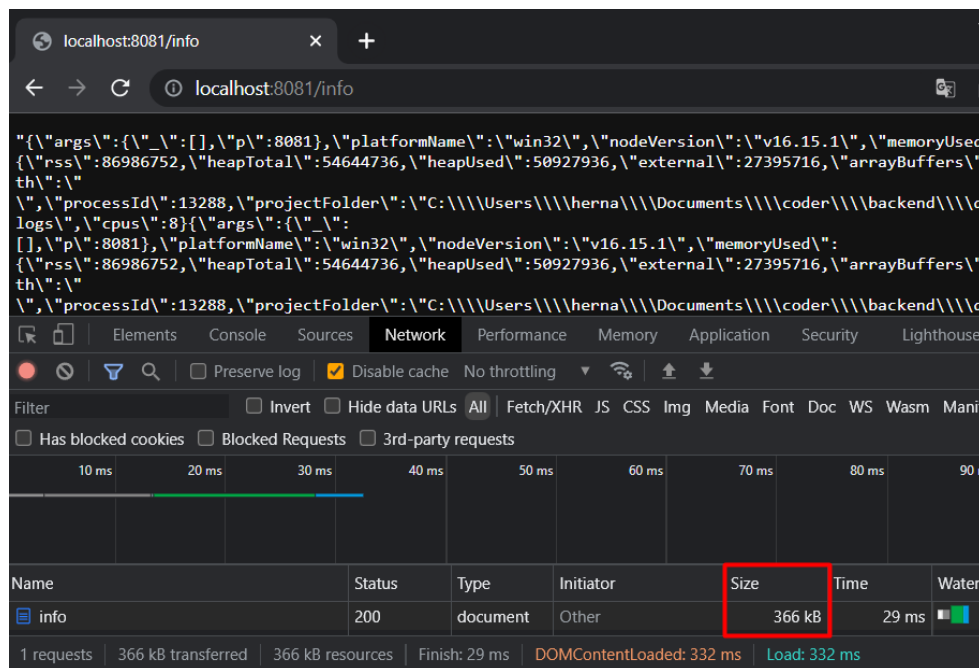 localhost:8081/info
localhost:8081/info
"{\"args\":{\"_\":[],\"p\":8081},\"platformName\":\"win32\",\"nodeVersion\":\"v16.15.1\",\"memoryUsed
{\"rss\":86986752,\"heapTotal\":54644736,\"heapUsed\":50927936,\"external\":27395716,\"arrayBuffers\"
th\":\"
\",\"processId\":13288,\"projectFolder\":\"C:\\\\Users\\\\herna\\\\Documents\\\\coder\\\\backend\\\\
logs\",\"cpus\":8}{\"args\":{\"_\":
[],\"p\":8081},\"platformName\":\"win32\",\"nodeVersion\":\"v16.15.1\",\"memoryUsed\":
{\"rss\":86986752,\"heapTotal\":54644736,\"heapUsed\":50927936,\"external\":27395716,\"arrayBuffers\"
th\":\"
\",\"processId\":13288,\"projectFolder\":\"C:\\\\Users\\\\herna\\\\Documents\\\\coder\\\\backend\\\\
Elements Console Sources Network Performance Memory Application Security Lighthouse
Preserve log Disable cache No throttling
Filter Invert Hide data URLs All Fetch/XHR JS CSS Img Media Font Doc WS Wasm Mani
Has blocked cookies Blocked Requests 3rd-party requests
10 ms 20 ms 30 ms 40 ms 50 ms 60 ms 70 ms 80 ms 90
Name Status Type Initiator Size Time Water
info 200 document Other 366 kB 29 ms
1 requests 366 kB transferred 366 kB resources Finish: 29 ms DOMContentLoaded: 332 ms Load: 332 ms